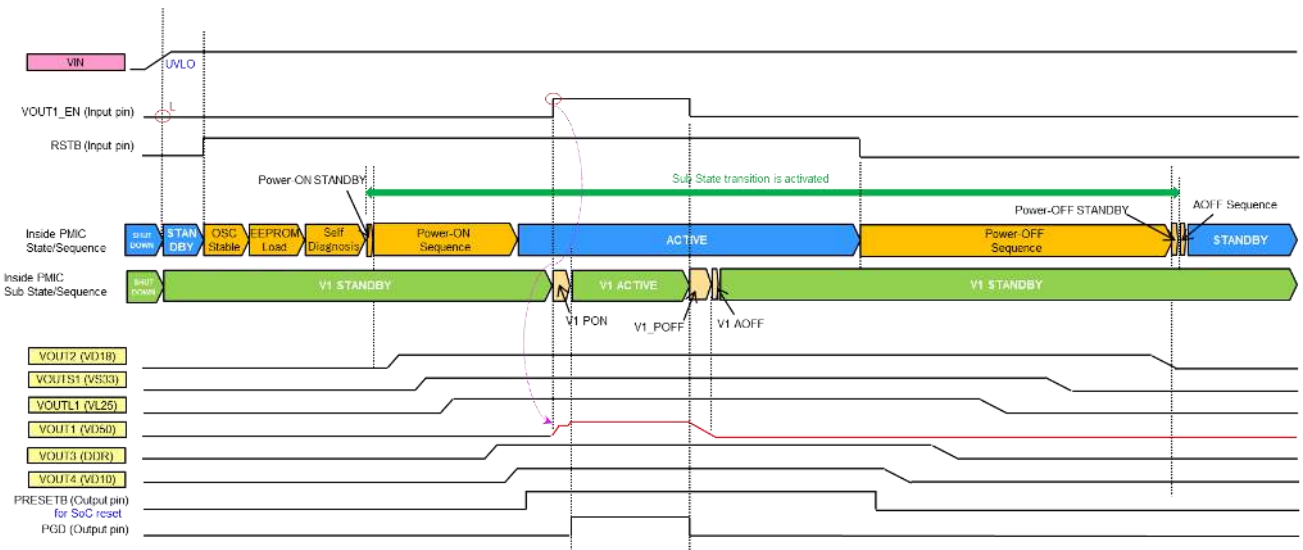 VIN
UVLO
VOUT1_EN (Input pin)
L
RSTB (Input pin)
Power-ON STANDBY
Sub State transition is activated
Power-OFF STANDBY
AOFF Sequence
Inside PMIC
State/Sequence
SHUT
DOWN
STAN
DBY
OSC
Stable
EEPROM
Load
Self
Diagnosis
Power-ON
Sequence
ACTIVE
Power-OFF
Sequence
STANDBY
Inside PMIC
Sub State/Sequence
SHUT
DOWN
V1 STANDBY
V1 ACTIVE
V1 STANDBY
V1 PON
V1_POFF
V1 AOFF
VOUT2 (VD18)
VOUTS1 (VS33)
VOUTL1 (VL25)
VOUT1 (VD50)
VOUT3 (DDR)
VOUT4 (VD10)
PRESETB (Output pin)
for SoC reset
PGD (Output pin)